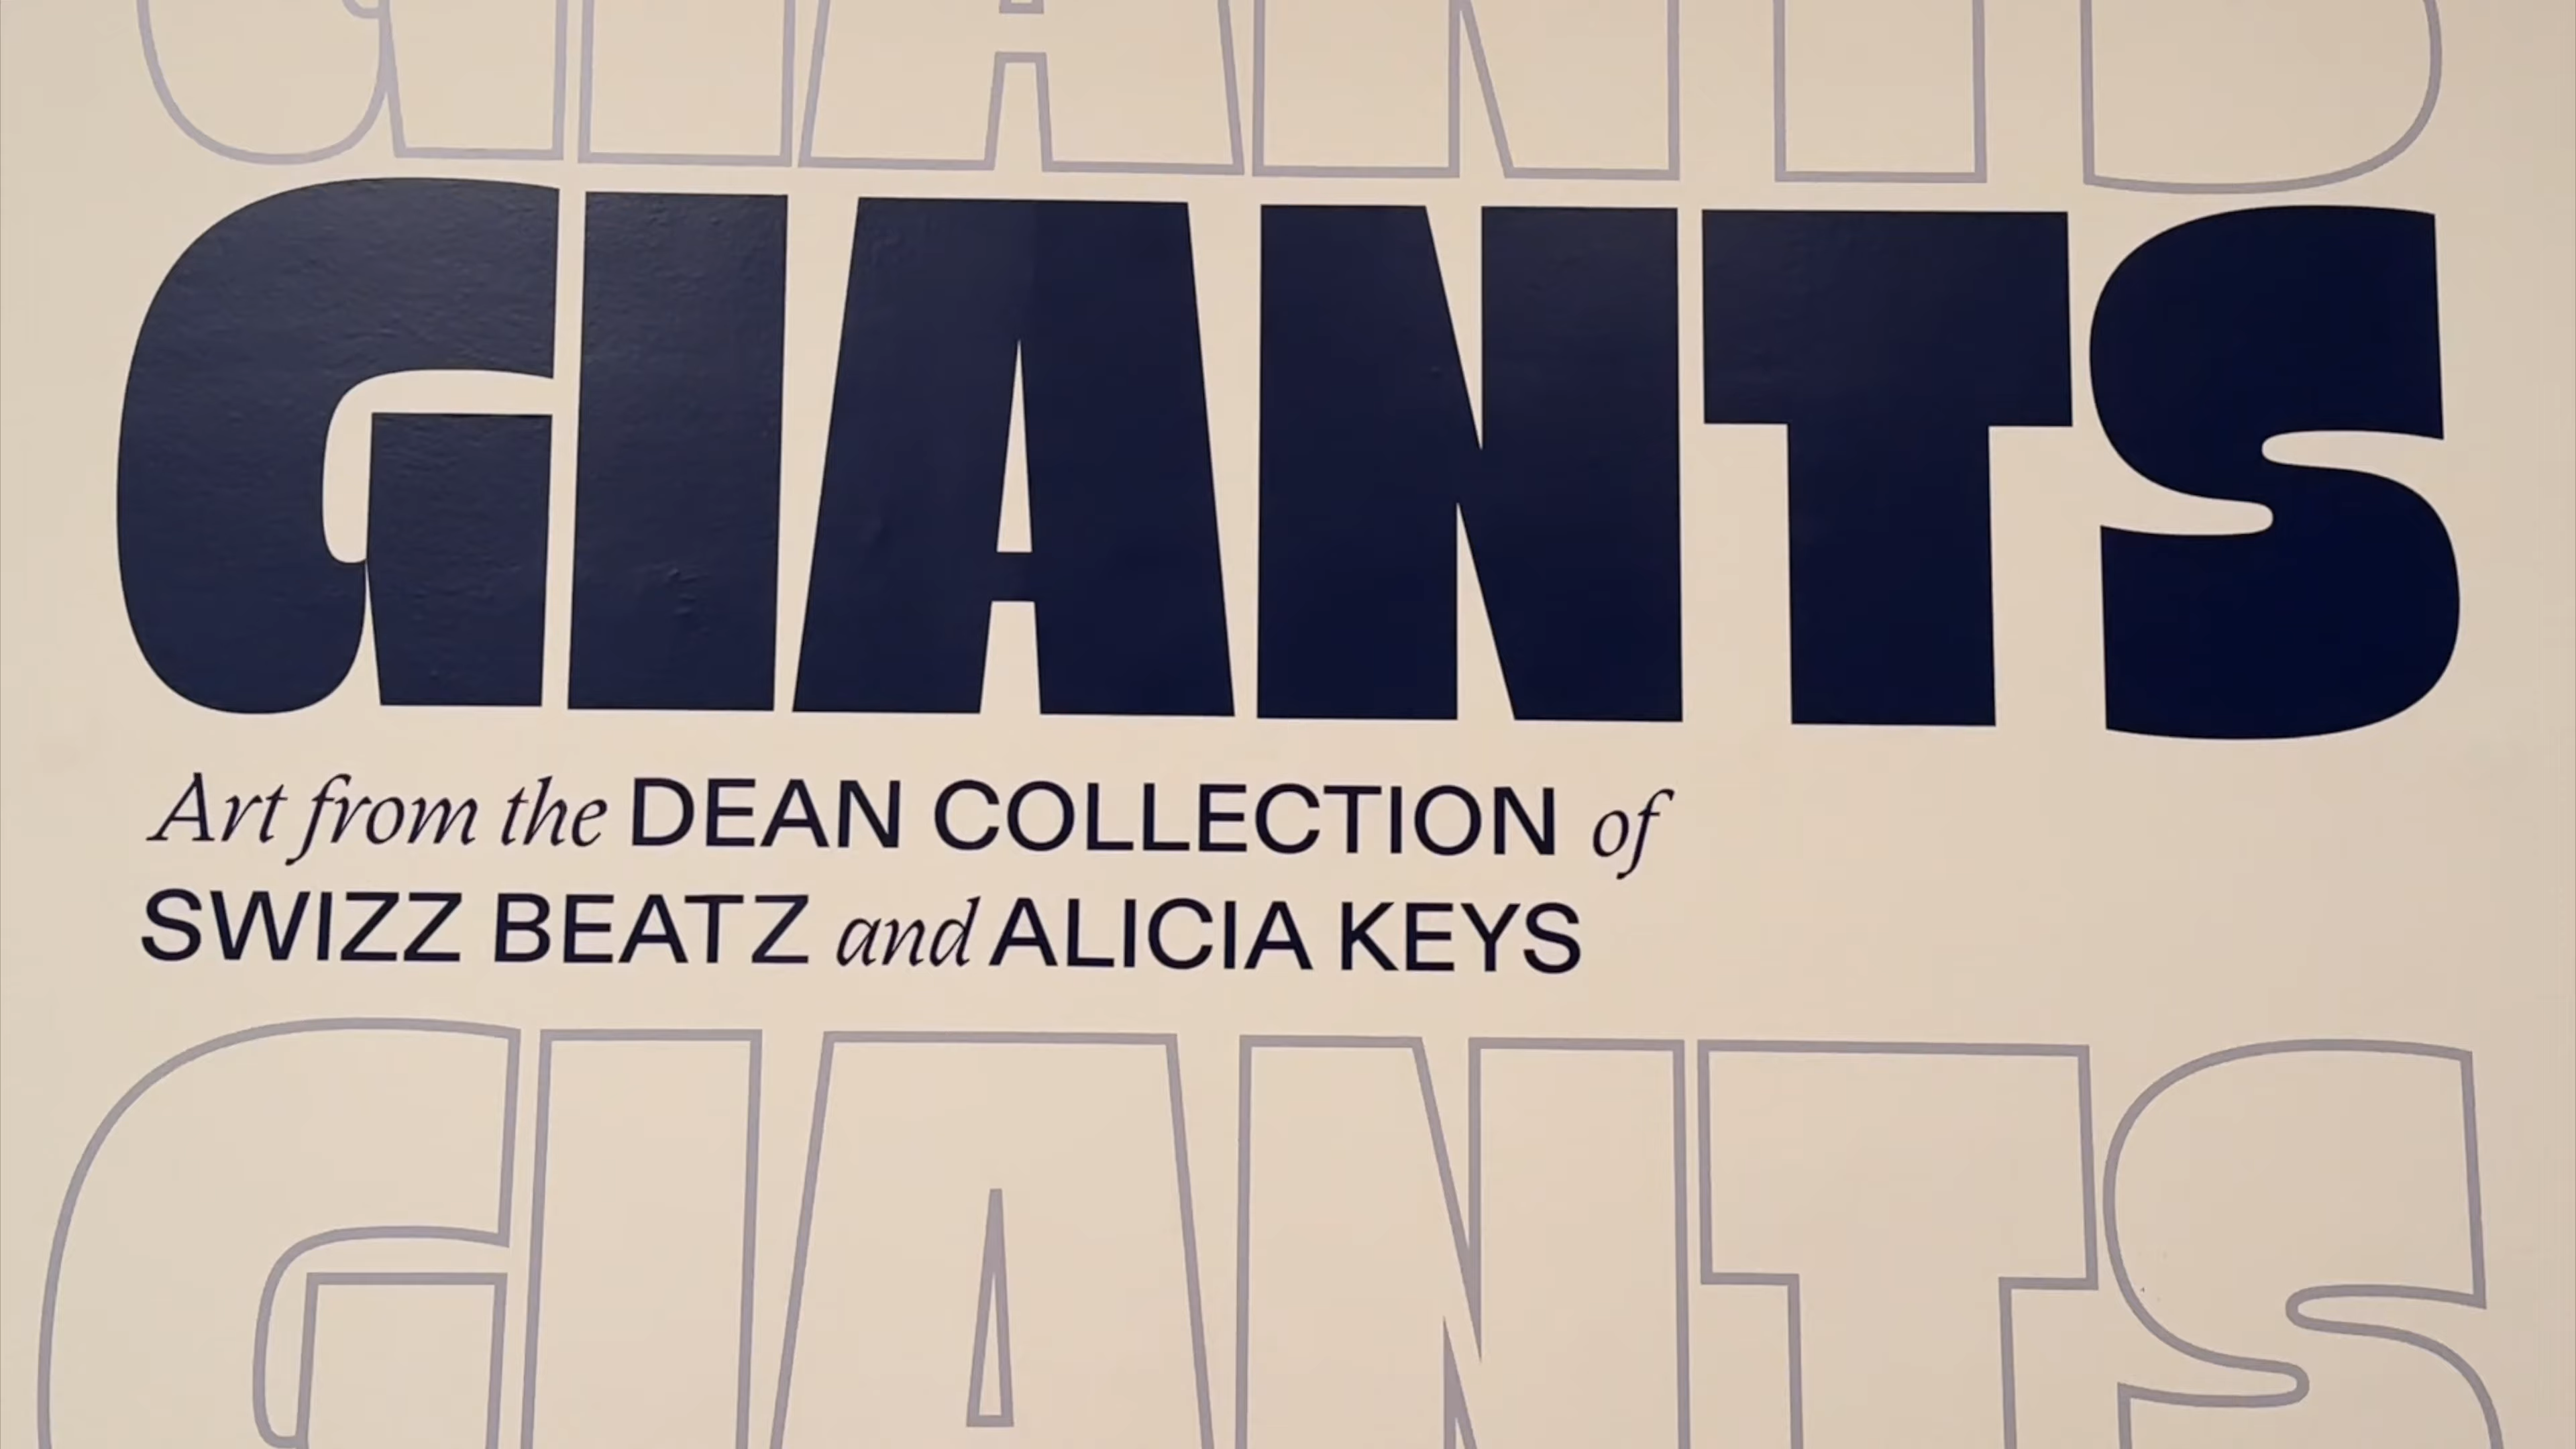 GIANTS
GIANTS
Art from the DEAN COLLECTION of
SWIZZ BEATZ and ALICIA KEYS
GIANTS